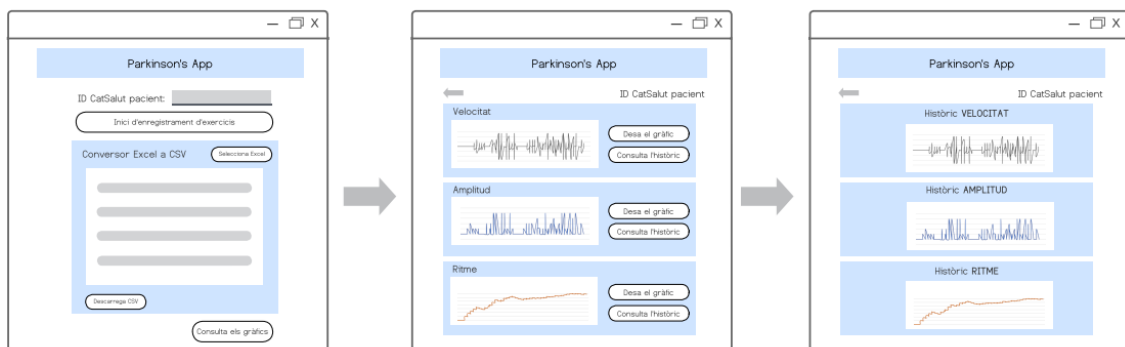 Parkinson's App
ID CatSalut pacient:
Inici d'enregistrament d'exercicis
Conversor Excel a CSV
Selecciona Excel
Descarrega CSV
Consulta els gràfics
Parkinson's App
ID CatSalut pacient
Velocitat
Desa el gràfic
Consulta l'històric
Amplitud
Desa el gràfic
Consulta l'històric
Ritme
Desa el gràfic
Consulta l'històric
Parkinson's App
ID CatSalut pacient
Històric VELOCITAT
Històric AMPLITUD
Històric RITME